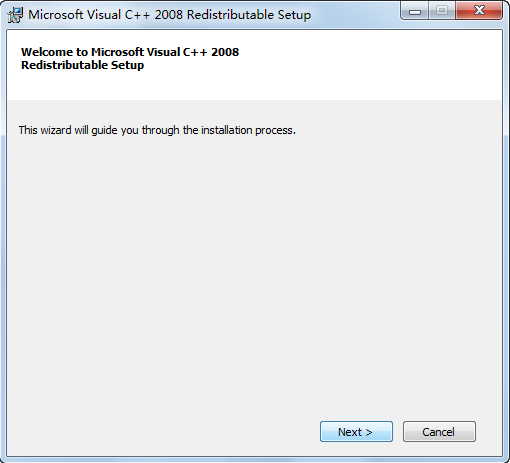 Microsoft Visual C++ 2008 Redistributable Setup
Welcome to Microsoft Visual C++ 2008
Redistributable Setup
This wizard will guide you through the installation process.
Next >
Cancel